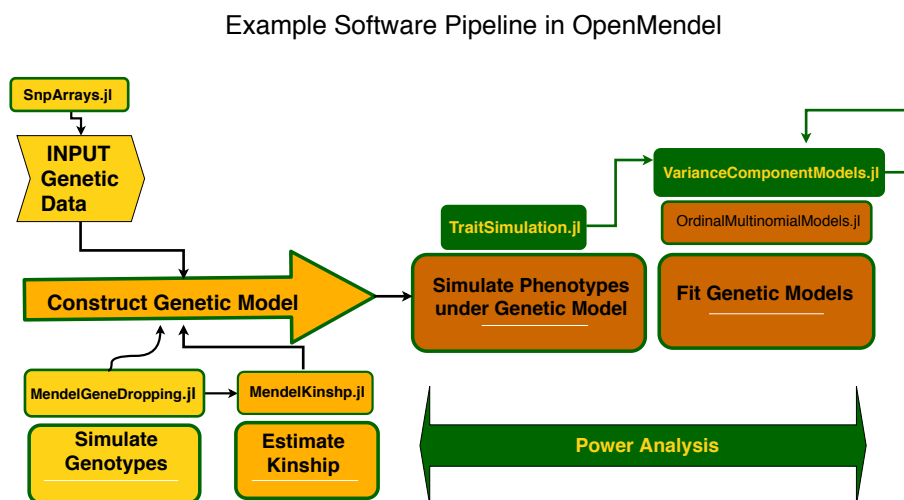 Example Software Pipeline in OpenMendel
SnpArrays.jl
INPUT
Genetic
Data
VarianceComponentModels.jl
TraitSimulation.jl
OrdinalMultinomialModels.jl
Construct Genetic Model
Simulate Phenotypes
under Genetic Model
Fit Genetic Models
MendelGeneDropping.jl
MendelKinshp.jl
Simulate
Genotypes
Estimate
Kinship
Power Analysis